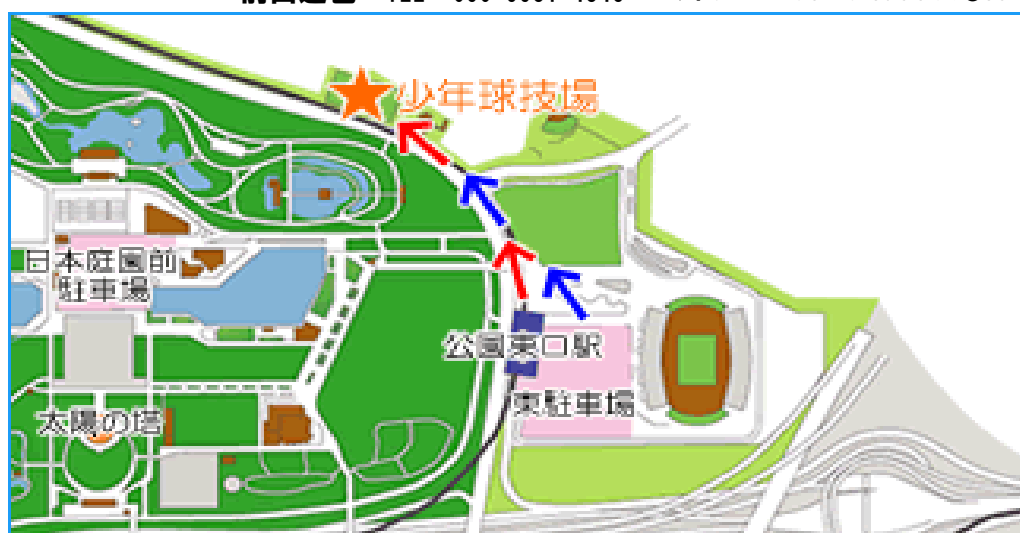 少年球技場
日本庭園前
駐車場
公園東口駅
東駐車場
太陽の塔